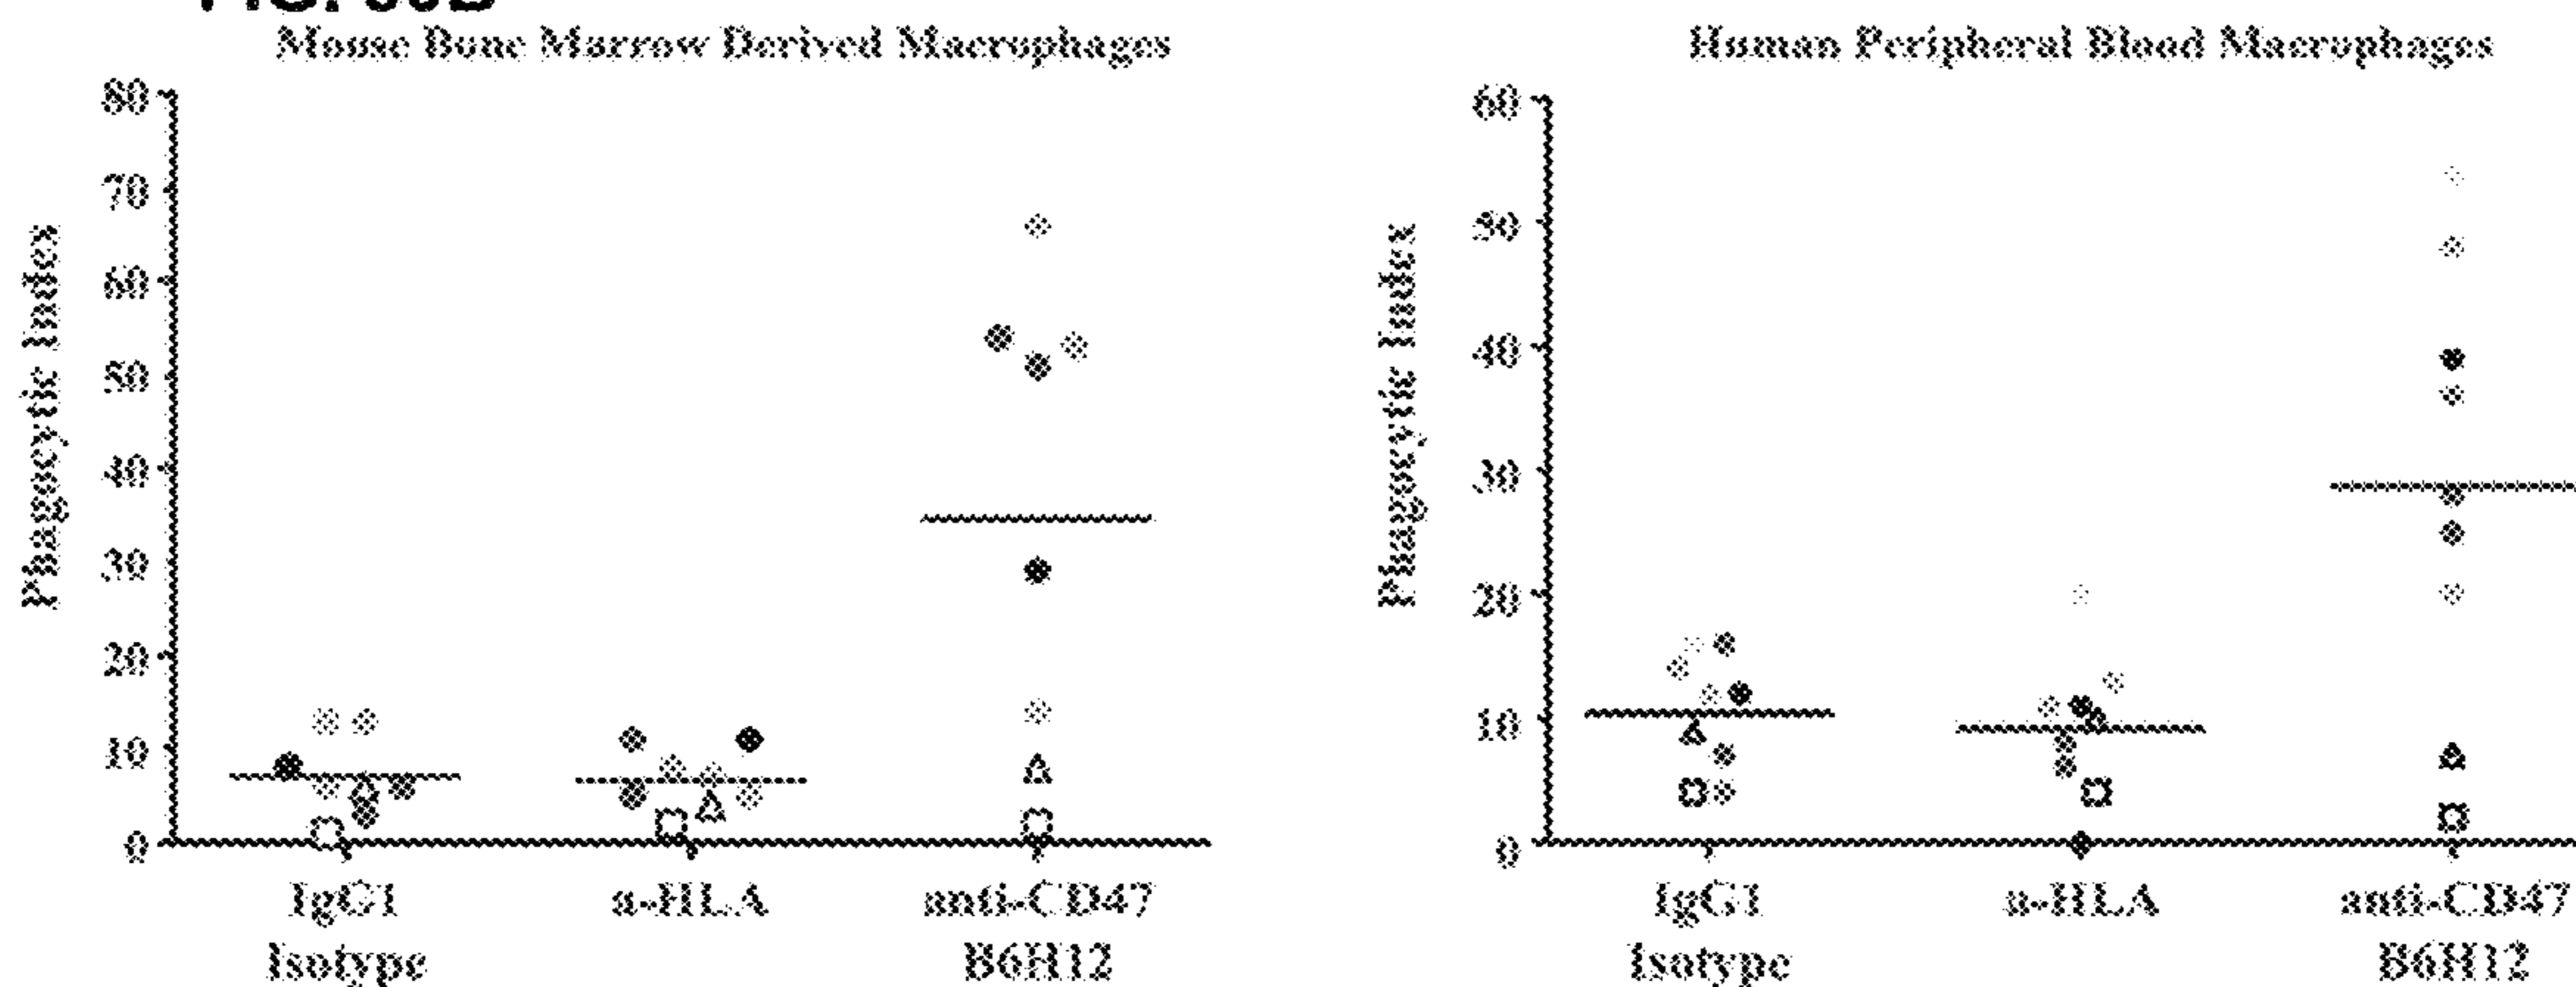 Mouse Bone Marrow Derived Macrophages
Phagocytic Index
80
70
60
50
40
30
20
10
0
IgG1
Isotype
α-HLA
anti-CD47
B6H12
Human Peripheral Blood Macrophages
Phagocytic Index
60
50
40
30
20
10
0
IgG1
Isotype
α-HLA
anti-CD47
B6H12